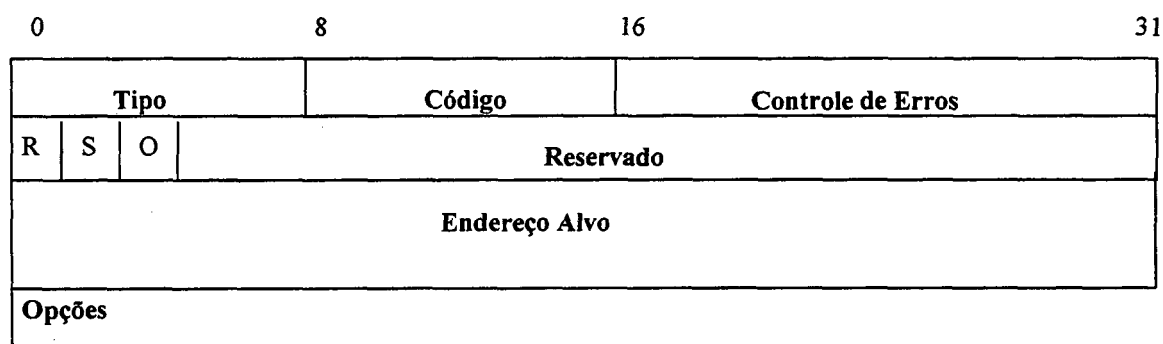 0 8 16 31
Tipo Código Controle de Erros
R S O Reservado
Endereço Alvo
Opções